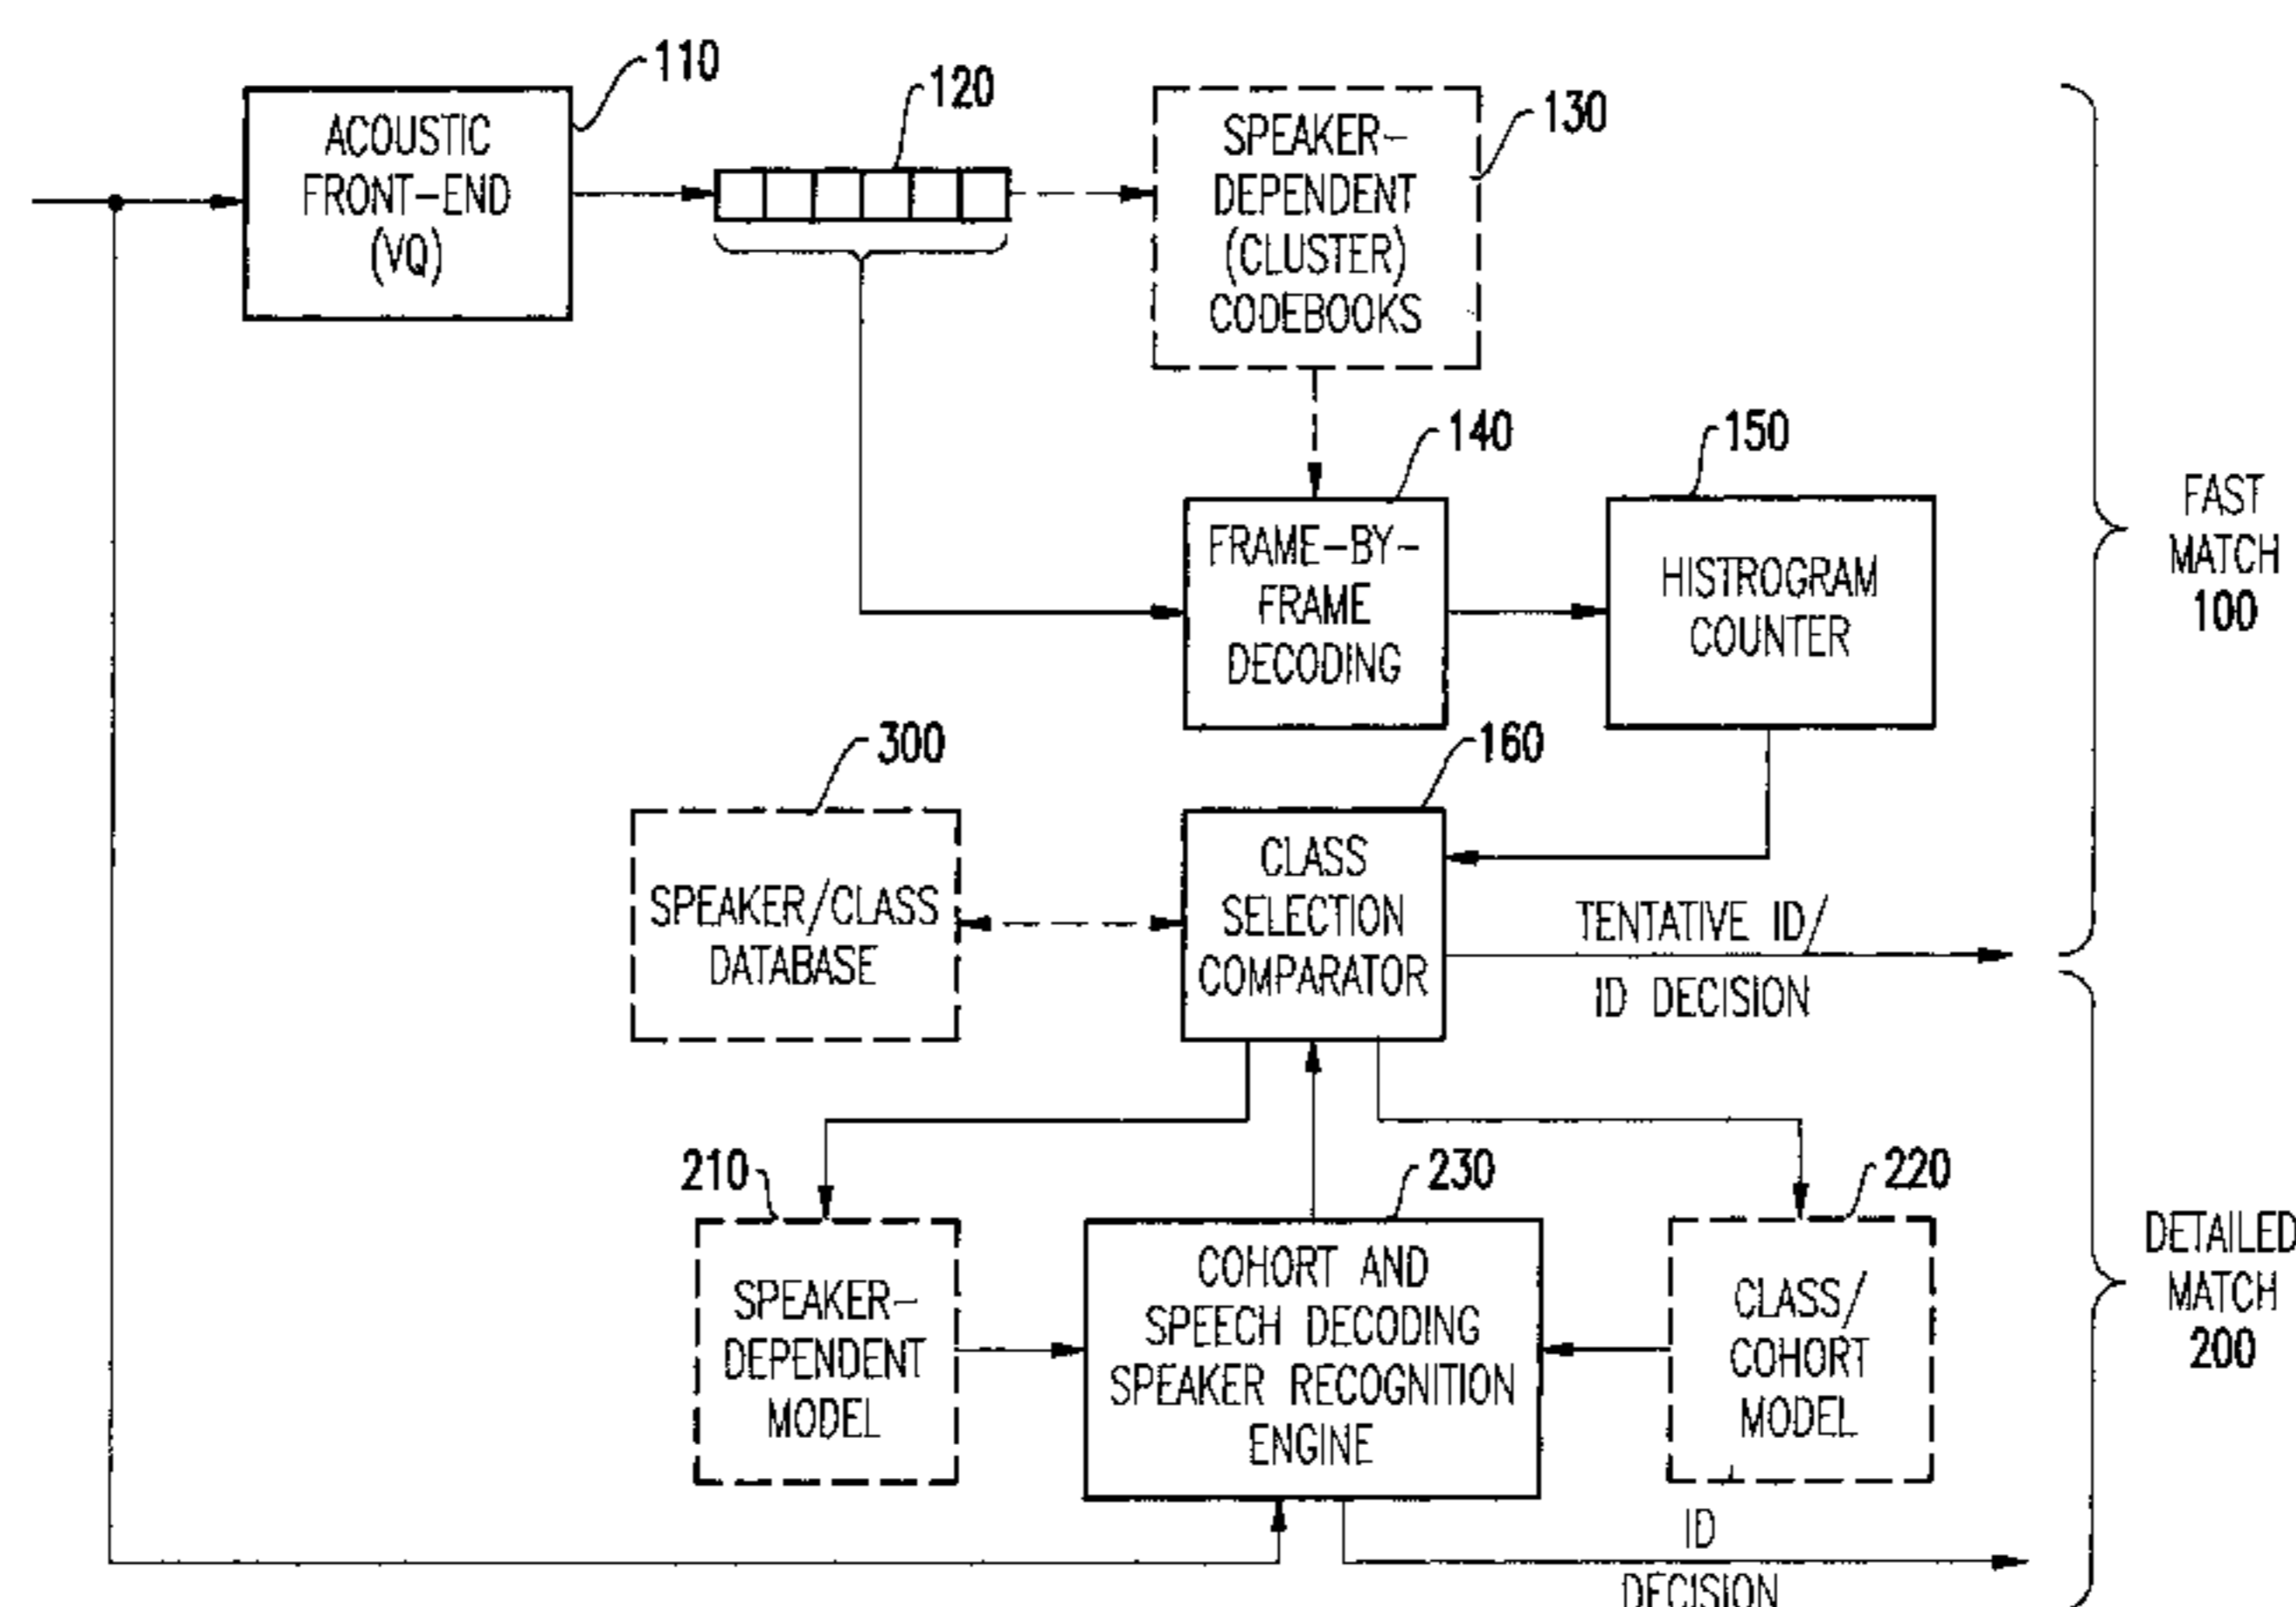 110
ACOUSTIC
FRONT-END
(VQ)
120
SPEAKER-
DEPENDENT
(CLUSTER)
CODEBOOKS
130
140
FRAME-BY-
FRAME
DECODING
150
HISTROGRAM
COUNTER
FAST
MATCH
100
300
SPEAKER/CLASS
DATABASE
160
CLASS
SELECTION
COMPARATOR
TENTATIVE ID/
ID DECISION
210
SPEAKER-
DEPENDENT
MODEL
230
COHORT AND
SPEECH DECODING
SPEAKER RECOGNITION
ENGINE
220
CLASS/
COHORT
MODEL
DETAILED
MATCH
200
ID
DECISION